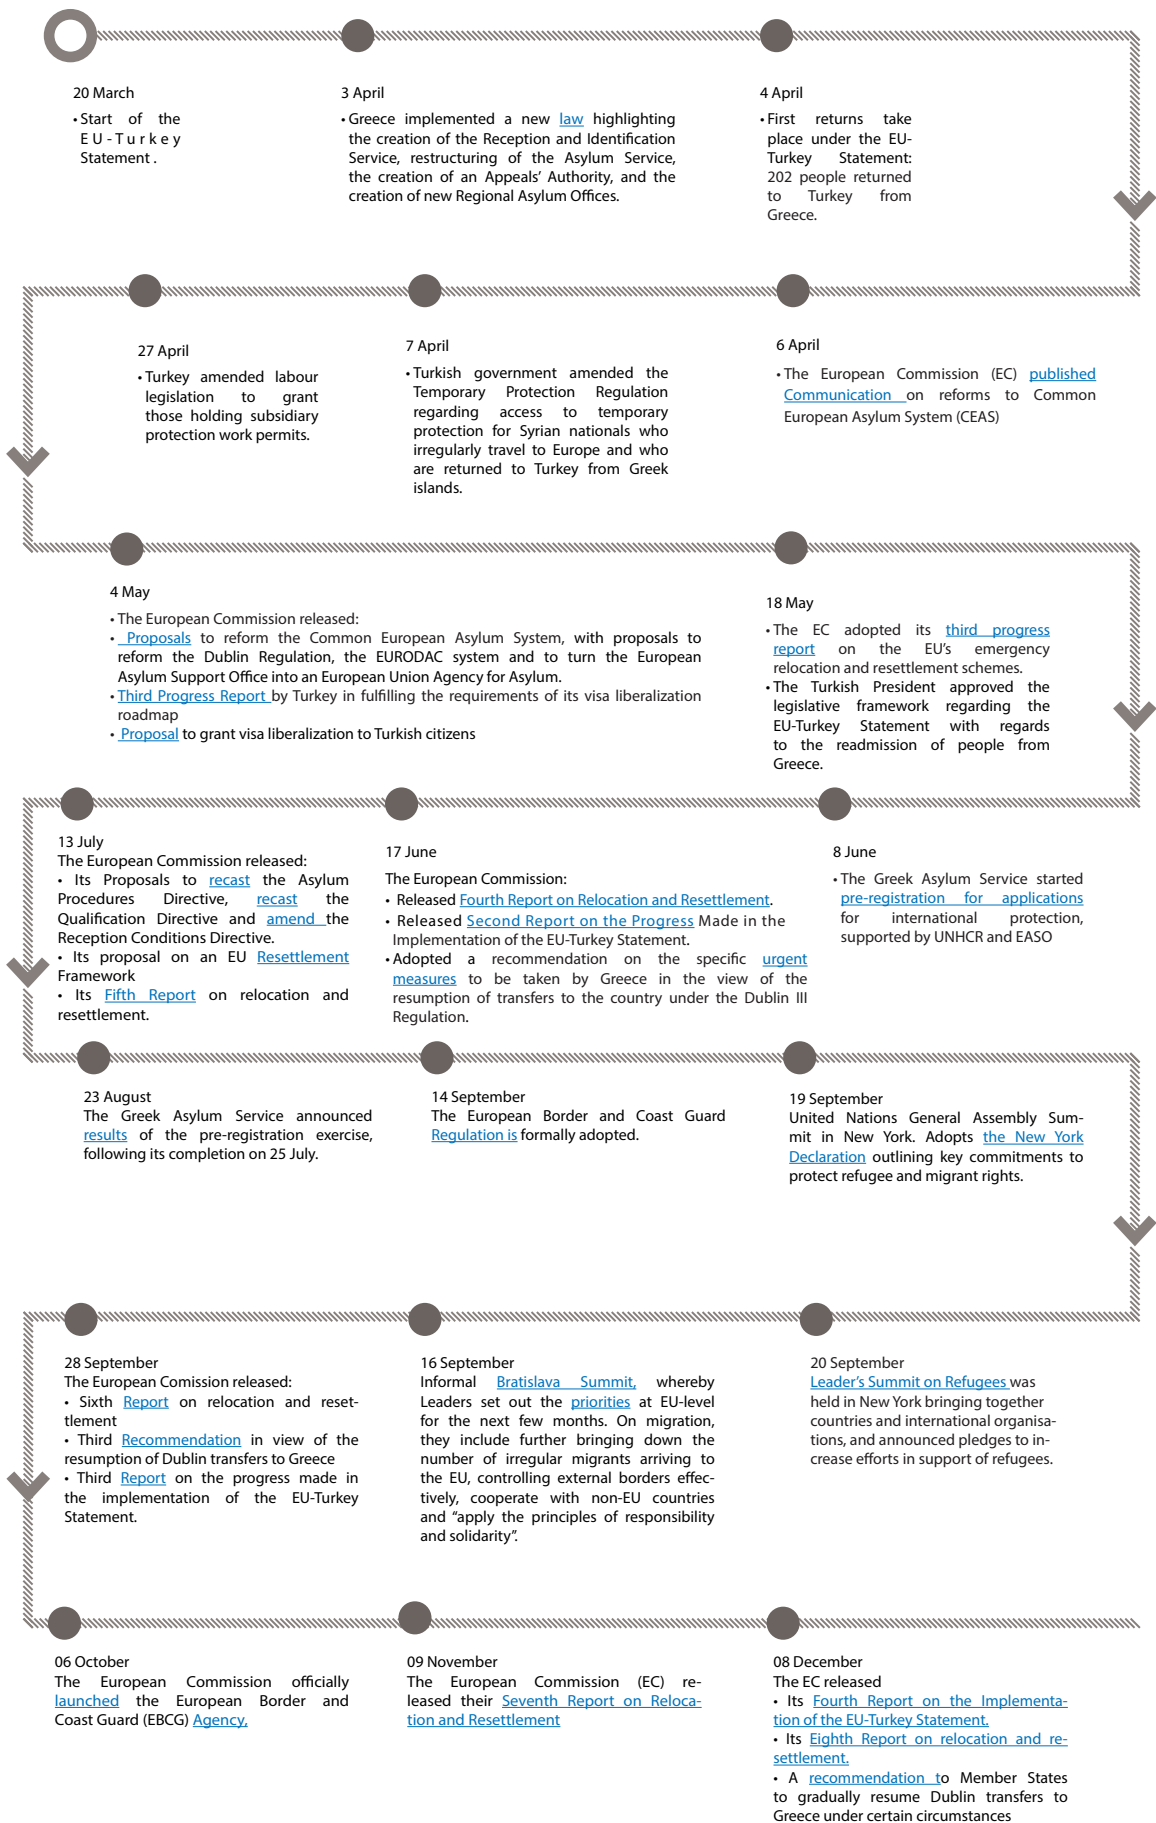 20 March
• Start of the
EU-Turkey
Statement .
3 April
• Greece implemented a new law highlighting
the creation of the Reception and Identification
Service, restructuring of the Asylum Service,
the creation of an Appeals' Authority, and the
creation of new Regional Asylum Offices.
4 April
• First returns take
place under the EU-
Turkey Statement:
202 people returned
to Turkey from
Greece.
27 April
• Turkey amended labour
legislation to grant
those holding subsidiary
protection work permits.
7 April
• Turkish government amended the
Temporary Protection Regulation
regarding access to temporary
protection for Syrian nationals who
irregularly travel to Europe and who
are returned to Turkey from Greek
islands.
6 April
• The European Commission (EC) published
Communication on reforms to Common
European Asylum System (CEAS)
4 May
• The European Commission released:
• Proposals to reform the Common European Asylum System, with proposals to
reform the Dublin Regulation, the EURODAC system and to turn the European
Asylum Support Office into an European Union Agency for Asylum.
• Third Progress Report by Turkey in fulfilling the requirements of its visa liberalization
roadmap
• Proposal to grant visa liberalization to Turkish citizens
18 May
• The EC adopted its third progress
report on the EU's emergency
relocation and resettlement schemes.
• The Turkish President approved the
legislative framework regarding the
EU-Turkey Statement with regards
to the readmission of people from
Greece.
13 July
The European Commission released:
• Its Proposals to recast the Asylum
Procedures Directive, recast the
Qualification Directive and amend the
Reception Conditions Directive.
• Its proposal on an EU Resettlement
Framework
• Its Fifth Report on relocation and
resettlement.
17 June
The European Commission:
• Released Fourth Report on Relocation and Resettlement.
• Released Second Report on the Progress Made in the
Implementation of the EU-Turkey Statement.
• Adopted a recommendation on the specific urgent
measures to be taken by Greece in the view of the
resumption of transfers to the country under the Dublin III
Regulation.
8 June
• The Greek Asylum Service started
pre-registration for applications
for international protection,
supported by UNHCR and EASO
23 August
The Greek Asylum Service announced
results of the pre-registration exercise,
following its completion on 25 July.
14 September
The European Border and Coast Guard
Regulation is formally adopted.
19 September
United Nations General Assembly Sum-
mit in New York. Adopts the New York
Declaration outlining key commitments to
protect refugee and migrant rights.
28 September
The European Comission released:
• Sixth Report on relocation and reset-
tlement
• Third Recommendation in view of the
resumption of Dublin transfers to Greece
• Third Report on the progress made in
the implementation of the EU-Turkey
Statement.
16 September
Informal Bratislava Summit, whereby
Leaders set out the priorities at EU-level
for the next few months. On migration,
they include further bringing down the
number of irregular migrants arriving to
the EU, controlling external borders effec-
tively, cooperate with non-EU countries
and "apply the principles of responsibility
and solidarity".
20 September
Leader's Summit on Refugees was
held in New York bringing together
countries and international organisa-
tions, and announced pledges to in-
crease efforts in support of refugees.
06 October
The European Commission officially
launched the European Border and
Coast Guard (EBCG) Agency,
09 November
The European Commission (EC) re-
leased their Seventh Report on Reloca-
tion and Resettlement
08 December
The EC released
• Its Fourth Report on the Implementa-
tion of the EU-Turkey Statement.
• Its Eighth Report on relocation and re-
settlement.
• A recommendation to Member States
to gradually resume Dublin transfers to
Greece under certain circumstances